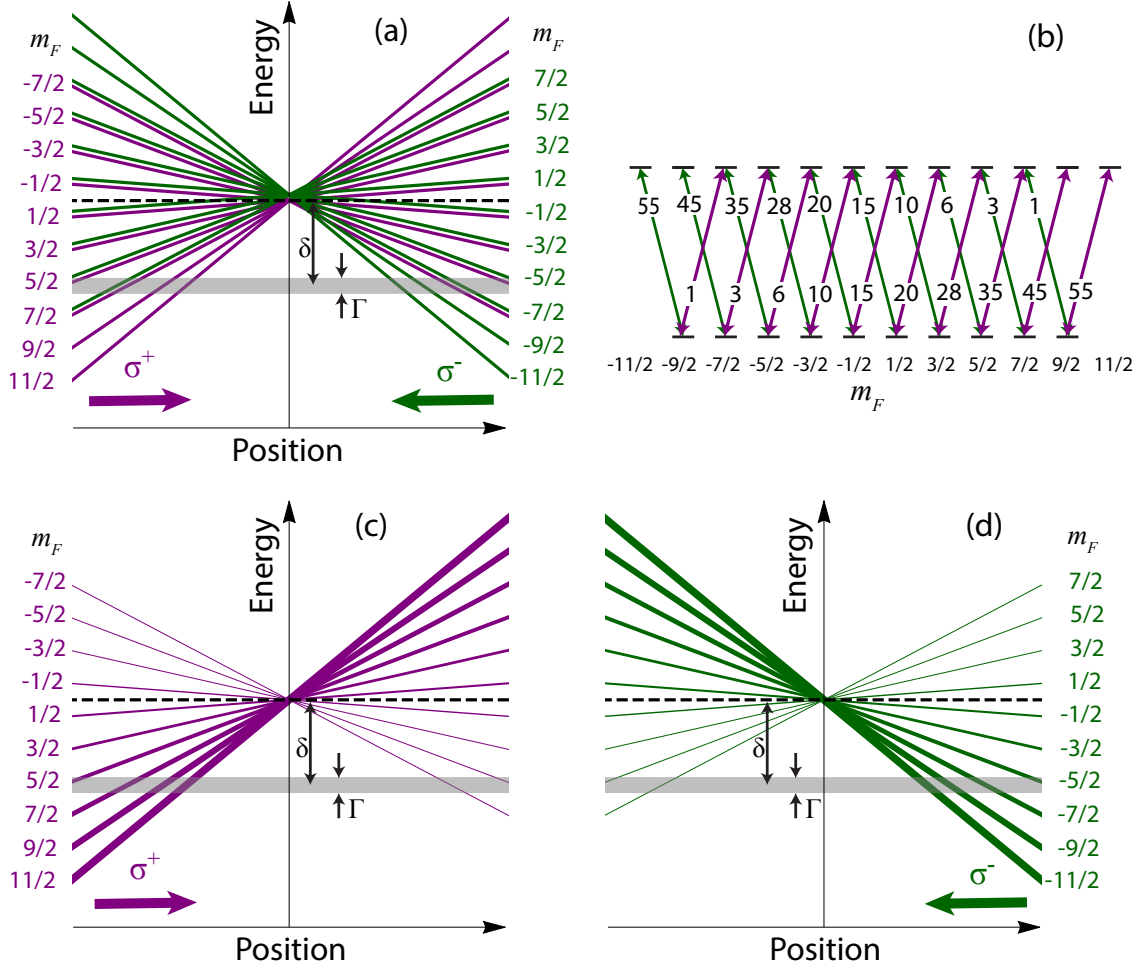 (a)
Energy
m_F
-7/2
-5/2
-3/2
-1/2
1/2
3/2
5/2
7/2
9/2
11/2
δ
Γ
σ⁺
σ⁻
m_F
7/2
5/2
3/2
1/2
-1/2
-3/2
-5/2
-7/2
-9/2
-11/2
Position
(b)
55 45 35 28 20 15 10 6 3 1
1 3 6 10 15 20 28 35 45 55
-11/2 -9/2 -7/2 -5/2 -3/2 -1/2 1/2 3/2 5/2 7/2 9/2 11/2
m_F
(c)
Energy
m_F
-7/2
-5/2
-3/2
-1/2
1/2
3/2
5/2
7/2
9/2
11/2
δ
Γ
σ⁺
Position
(d)
Energy
m_F
7/2
5/2
3/2
1/2
-1/2
-3/2
-5/2
-7/2
-9/2
-11/2
δ
Γ
σ⁻
Position